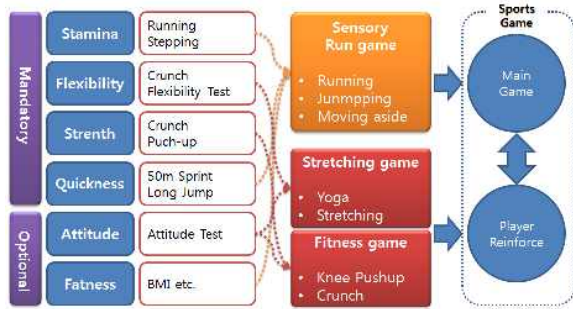 Mandatory
Optional
Stamina
Running
Stepping
Flexibility
Crunch
Flexibility Test
Strenth
Crunch
Puch-up
Quickness
50m Sprint
Long Jump
Attitude
Attitude Test
Fatness
BMI etc.
Sensory
Run game
• Running
• Junmpping
• Moving aside
Stretching game
• Yoga
• Stretching
Fitness game
• Knee Pushup
• Crunch
Sports
Game
Main
Game
Player
Reinforce